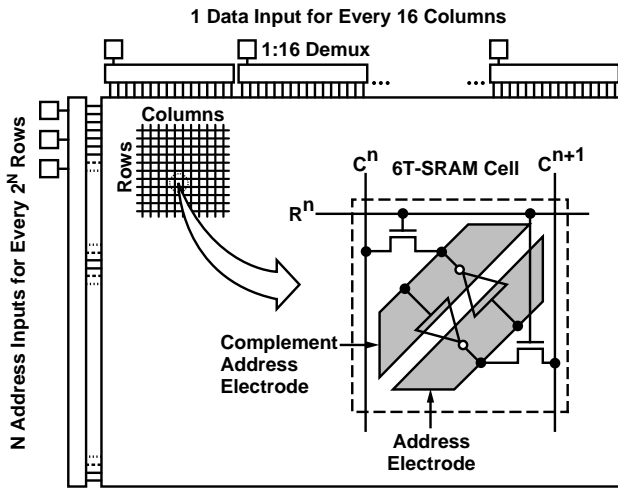 1 Data Input for Every 16 Columns
1:16 Demux
...
...
N Address Inputs for Every 2^N Rows
Columns
Rows
C^n
6T-SRAM Cell
C^n+1
R^n
Complement
Address
Electrode
Address
Electrode